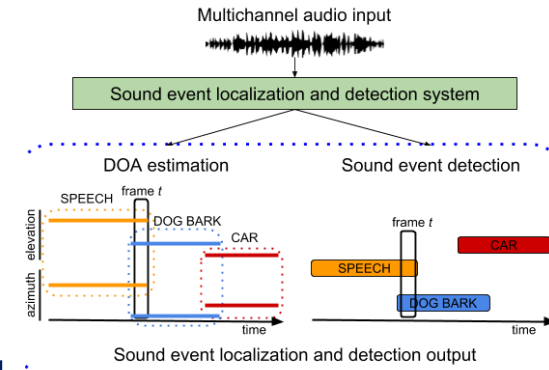 Multichannel audio input
Sound event localization and detection system
DOA estimation
Sound event detection
SPEECH
frame t
DOG BARK
CAR
elevation
azimuth
time
frame t
CAR
SPEECH
DOG BARK
time
Sound event localization and detection output